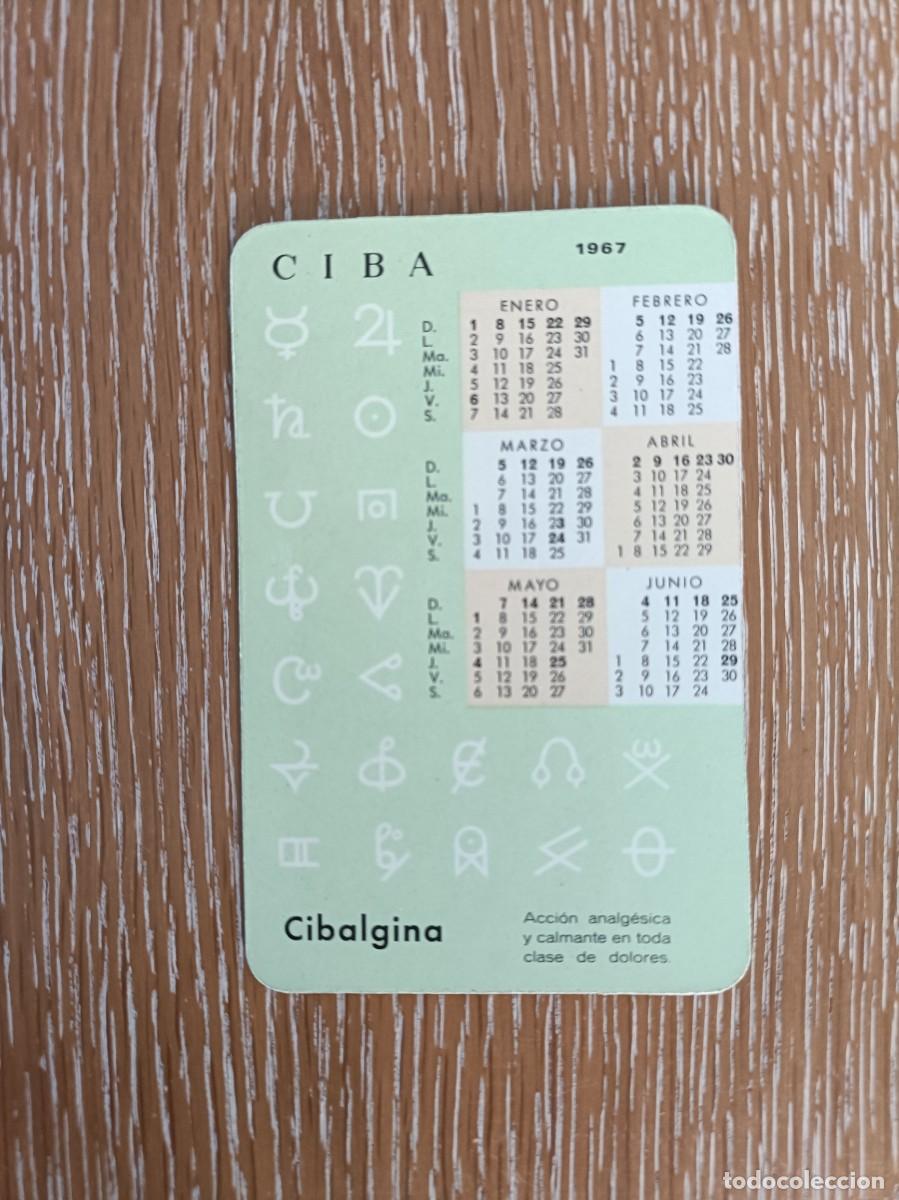 CIBA 1967
ENERO
D. 1 8 15 22 29
L. 2 9 16 23 30
Ma. 3 10 17 24 31
Mi. 4 11 18 25
J. 5 12 19 26
V. 6 13 20 27
S. 7 14 21 28
FEBRERO
5 12 19 26
6 13 20 27
7 14 21 28
1 8 15 22
2 9 16 23
3 10 17 24
4 11 18 25
MARZO
D. 5 12 19 26
L. 6 13 20 27
Ma. 7 14 21 28
Mi. 1 8 15 22 29
J. 2 9 16 23 30
V. 3 10 17 24 31
S. 4 11 18 25
ABRIL
2 9 16 23 30
3 10 17 24
4 11 18 25
5 12 19 26
6 13 20 27
7 14 21 28
1 8 15 22 29
MAYO
D. 7 14 21 28
L. 1 8 15 22 29
Ma. 2 9 16 23 30
Mi. 3 10 17 24 31
J. 4 11 18 25
V. 5 12 19 26
S. 6 13 20 27
JUNIO
4 11 18 25
5 12 19 26
6 13 20 27
7 14 21 28
1 8 15 22 29
2 9 16 23 30
3 10 17 24
Cibalgina
Acción analgésica
y calmante en toda
clase de dolores.
todocoleccion